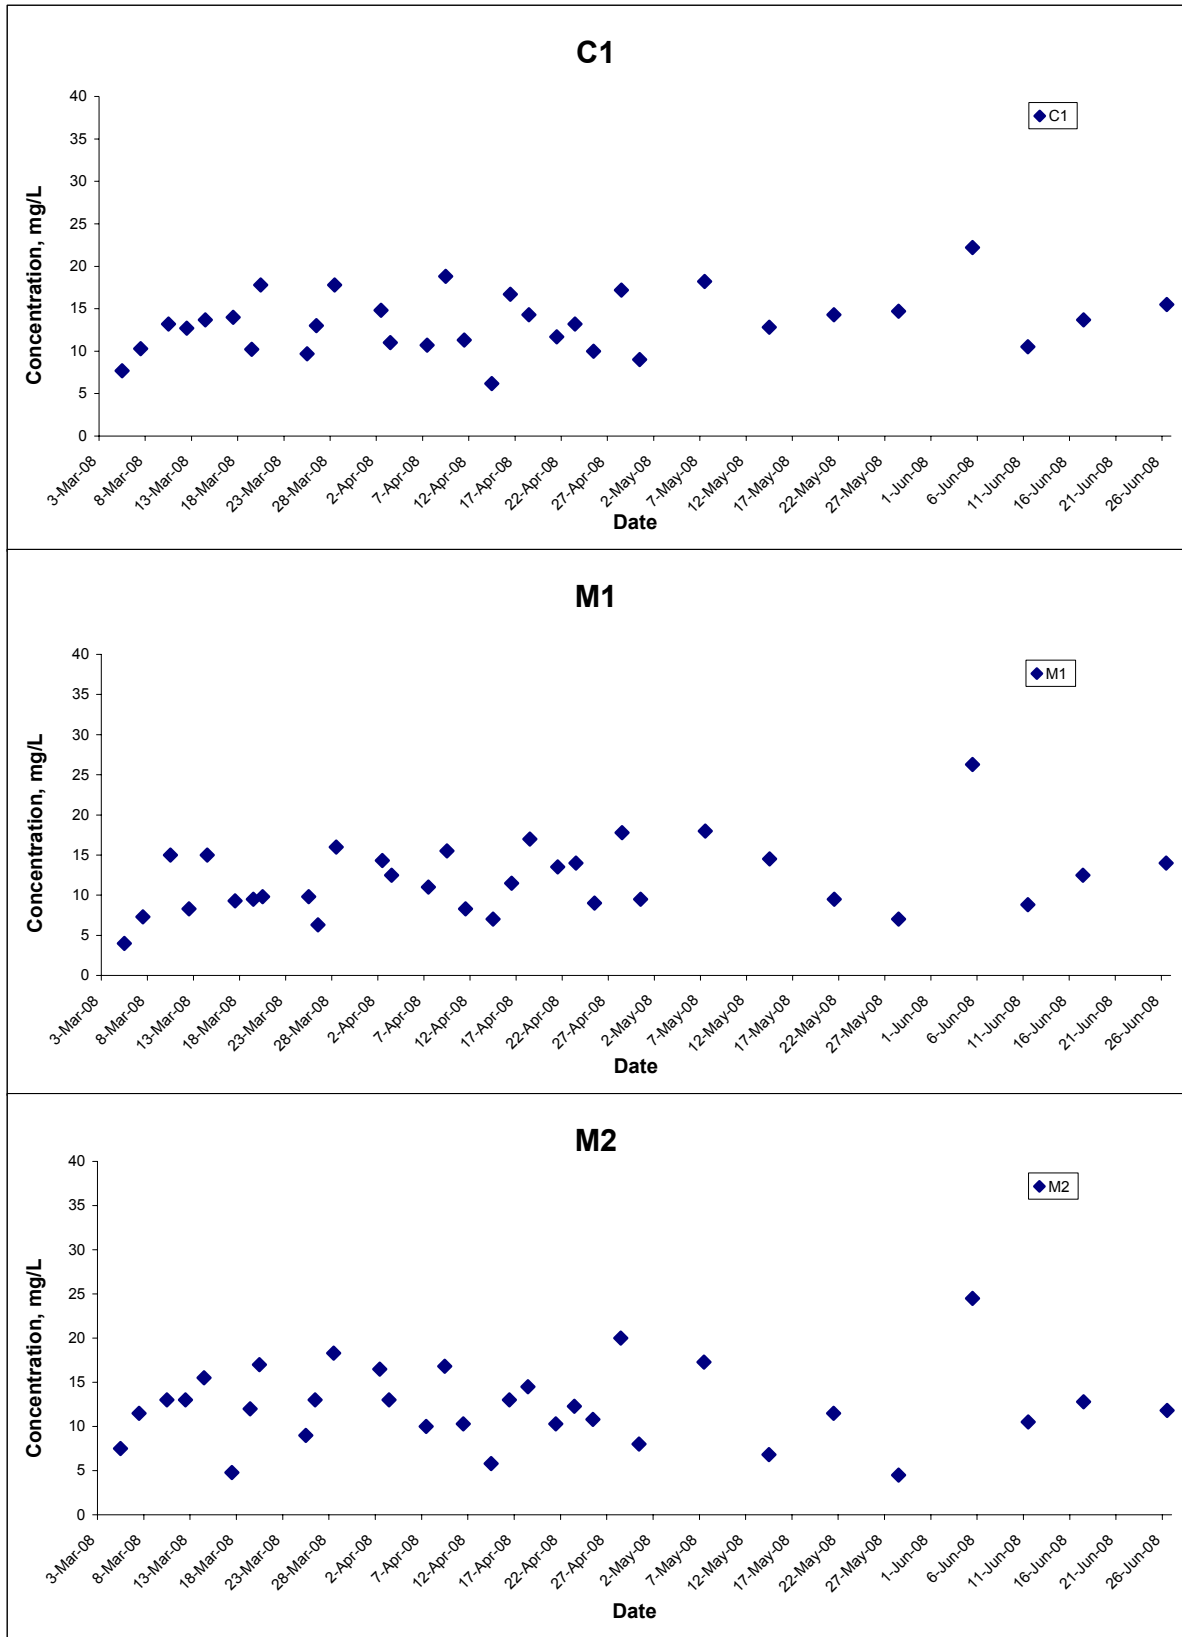 C1
40
35
30
25
20
15
10
5
0
Concentration, mg/L
C1
3-Mar-08
8-Mar-08
13-Mar-08
18-Mar-08
23-Mar-08
28-Mar-08
2-Apr-08
7-Apr-08
12-Apr-08
17-Apr-08
22-Apr-08
27-Apr-08
2-May-08
7-May-08
12-May-08
17-May-08
22-May-08
27-May-08
1-Jun-08
6-Jun-08
11-Jun-08
16-Jun-08
21-Jun-08
26-Jun-08
Date
M1
40
35
30
25
20
15
10
5
0
Concentration, mg/L
M1
3-Mar-08
8-Mar-08
13-Mar-08
18-Mar-08
23-Mar-08
28-Mar-08
2-Apr-08
7-Apr-08
12-Apr-08
17-Apr-08
22-Apr-08
27-Apr-08
2-May-08
7-May-08
12-May-08
17-May-08
22-May-08
27-May-08
1-Jun-08
6-Jun-08
11-Jun-08
16-Jun-08
21-Jun-08
26-Jun-08
Date
M2
40
35
30
25
20
15
10
5
0
Concentration, mg/L
M2
3-Mar-08
8-Mar-08
13-Mar-08
18-Mar-08
23-Mar-08
28-Mar-08
2-Apr-08
7-Apr-08
12-Apr-08
17-Apr-08
22-Apr-08
27-Apr-08
2-May-08
7-May-08
12-May-08
17-May-08
22-May-08
27-May-08
1-Jun-08
6-Jun-08
11-Jun-08
16-Jun-08
21-Jun-08
26-Jun-08
Date